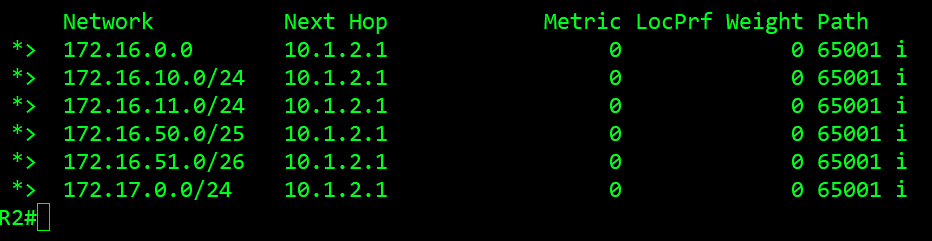 Network Next Hop Metric LocPrf Weight Path
*> 172.16.0.0 10.1.2.1 0 0 65001 i
*> 172.16.10.0/24 10.1.2.1 0 0 65001 i
*> 172.16.11.0/24 10.1.2.1 0 0 65001 i
*> 172.16.50.0/25 10.1.2.1 0 0 65001 i
*> 172.16.51.0/26 10.1.2.1 0 0 65001 i
*> 172.17.0.0/24 10.1.2.1 0 0 65001 i
R2#